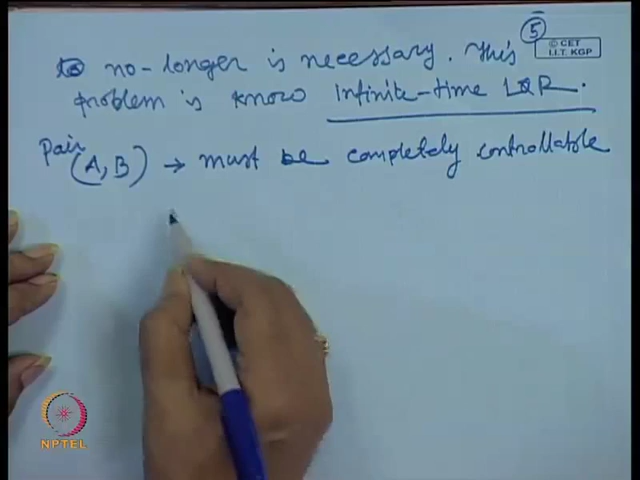 5
© CET
I.I.T. KGP
no-longer is necessary. This
problem is know infinite-time LQR.
Pair
(A, B) → must be completely controllable
NPTEL